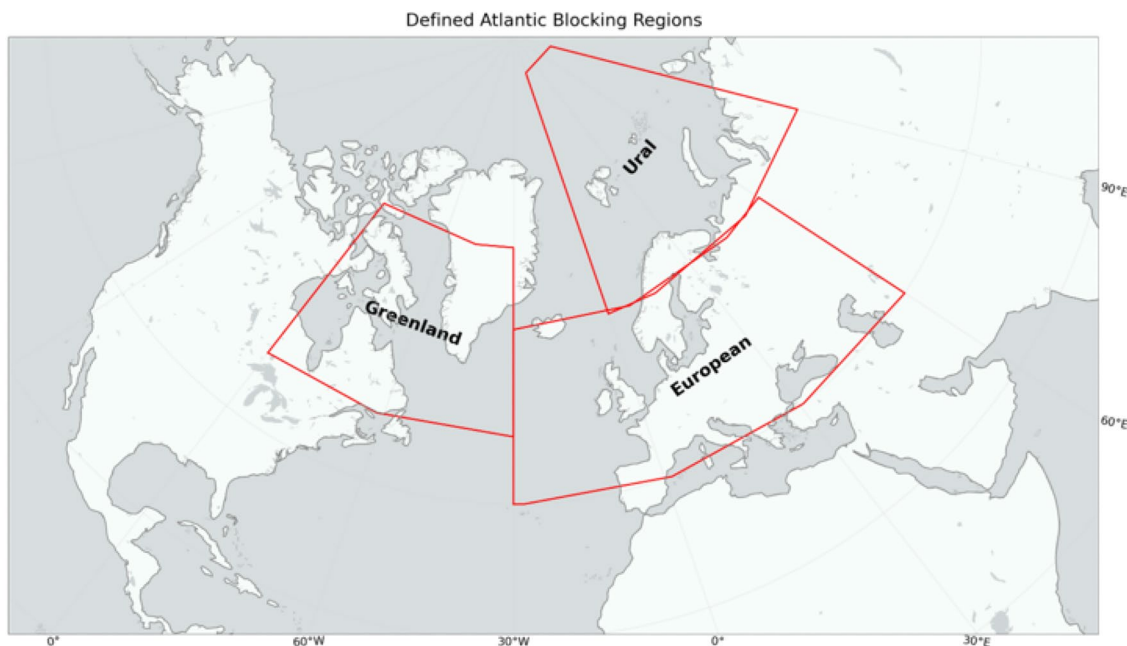 Defined Atlantic Blocking Regions
Ural
90°E
Greenland
European
60°E
0°
60°W
30°W
0°
30°E